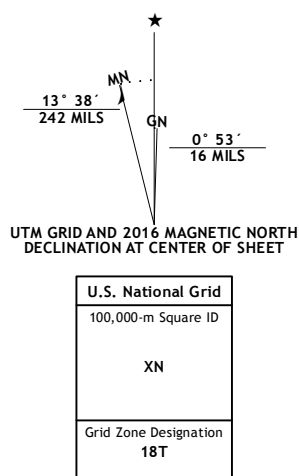 MN
GN
13° 38´
242 MILS
0° 53´
16 MILS
UTM GRID AND 2016 MAGNETIC NORTH
DECLINATION AT CENTER OF SHEET
U.S. National Grid
100,000-m Square ID
XN
Grid Zone Designation
18T